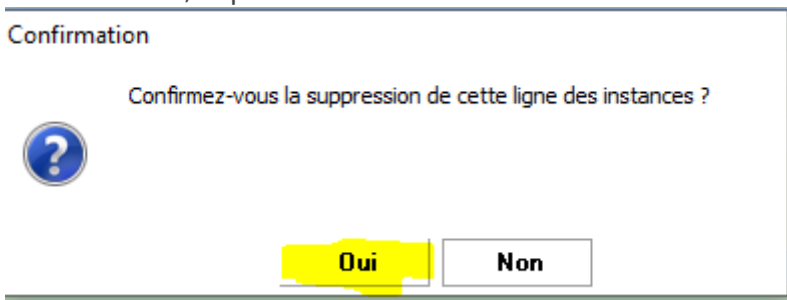 Confirmation
Confirmez-vous la suppression de cette ligne des instances ?
Oui
Non